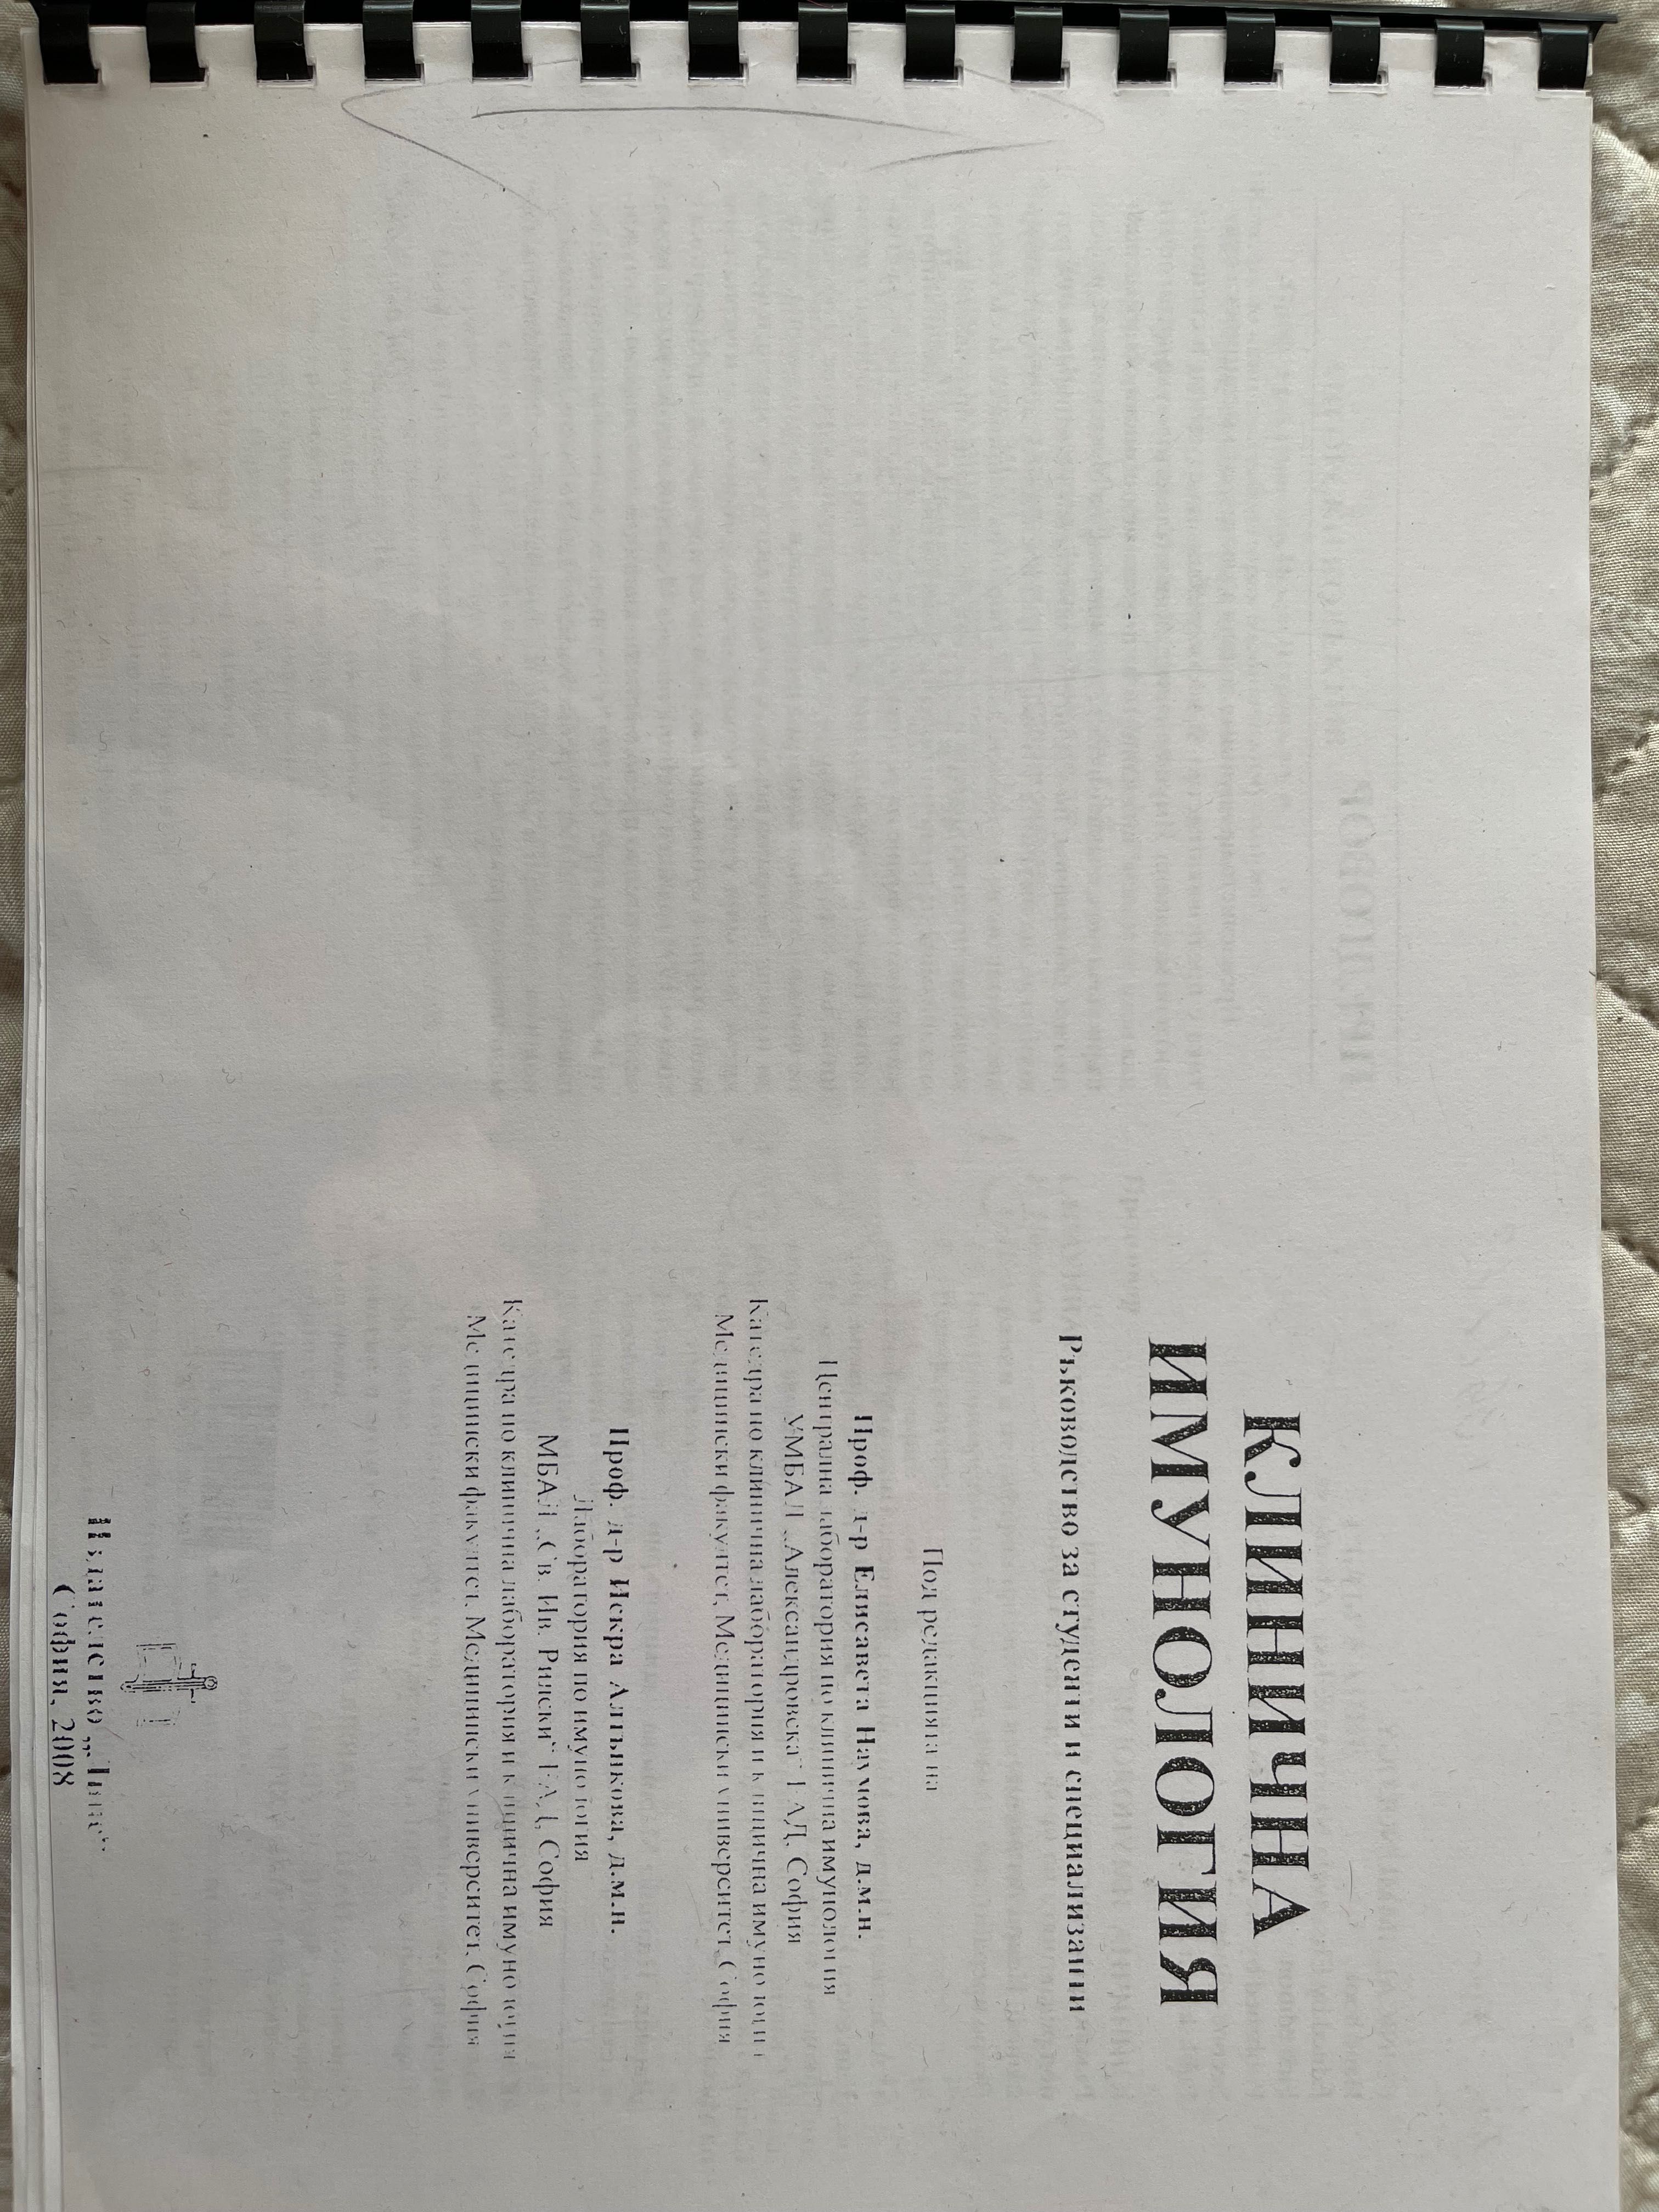 КЛИНИЧНА
ИМУНОЛОГИЯ
Ръководство за студенти и специализанти
Под редакцията на
Проф. д-р Елисавета Наумова, д.м.н.
Централна лаборатория по клинична имунология
УМБАЛ „Александровска“ ЕАД, София
Катедра по клинична лаборатория и клинична имунология
Медицински факултет, Медицински университет, София
Проф. д-р Искра Алтънкова, д.м.н.
Лаборатория по имунология
МБАЛ „Св. Ив. Рилски“ ЕАД, София
Катедра по клинична лаборатория и клинична имунология
Медицински факултет, Медицински университет, София
Издателство
София, 2008
ПРЕДГОВОР